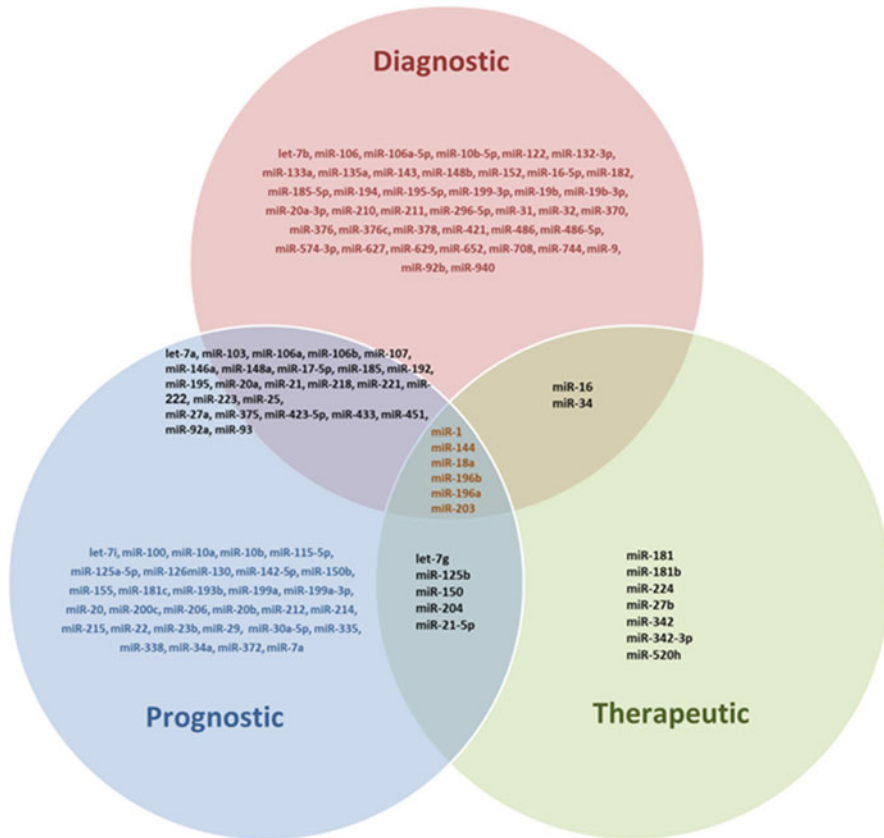 Diagnostic
let-7b, miR-106, miR-106a-5p, miR-10b-5p, miR-122, miR-132-3p,
miR-133a, miR-135a, miR-143, miR-148b, miR-152, miR-16-5p, miR-182,
miR-185-5p, miR-194, miR-195-5p, miR-199-3p, miR-19b, miR-19b-3p,
miR-20a-3p, miR-210, miR-211, miR-296-5p, miR-31, miR-32, miR-370,
miR-376, miR-376c, miR-378, miR-421, miR-486, miR-486-5p,
miR-574-3p, miR-627, miR-629, miR-652, miR-708, miR-744, miR-9,
miR-92b, miR-940
let-7a, miR-103, miR-106a, miR-106b, miR-107,
miR-146a, miR-148a, miR-17-5p, miR-185, miR-192,
miR-195, miR-20a, miR-21, miR-218, miR-221, miR-
222, miR-223, miR-25,
miR-27a, miR-375, miR-423-5p, miR-433, miR-451,
miR-92a, miR-93
miR-16
miR-34
miR-1
miR-144
miR-18a
miR-196b
miR-196a
miR-203
let-7i, miR-100, miR-10a, miR-10b, miR-115-5p,
miR-125a-5p, miR-126miR-130, miR-142-5p, miR-150b,
miR-155, miR-181c, miR-193b, miR-199a, miR-199a-3p,
miR-20, miR-200c, miR-206, miR-20b, miR-212, miR-214,
miR-215, miR-22, miR-23b, miR-29, miR-30a-5p, miR-335,
miR-338, miR-34a, miR-372, miR-7a
let-7g
miR-125b
miR-150
miR-204
miR-21-5p
miR-181
miR-181b
miR-224
miR-27b
miR-342
miR-342-3p
miR-520h
Prognostic
Therapeutic